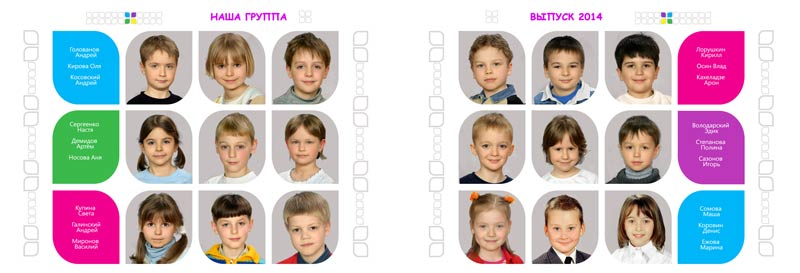 НАША ГРУППА
Голованов
Андрей
Кирова Оля
Косовский
Андрей
Сергеенко
Настя
Демидов
Артём
Носова Аня
Купина
Света
Галинский
Андрей
Миронов
Василий
ВЫПУСК 2014
Лорушкин
Кирилл
Осин Влад
Кахеладзе
Арон
Володарский
Эдик
Степанова
Полина
Сазонов
Игорь
Сомова
Маша
Коровин
Денис
Ежова
Марина